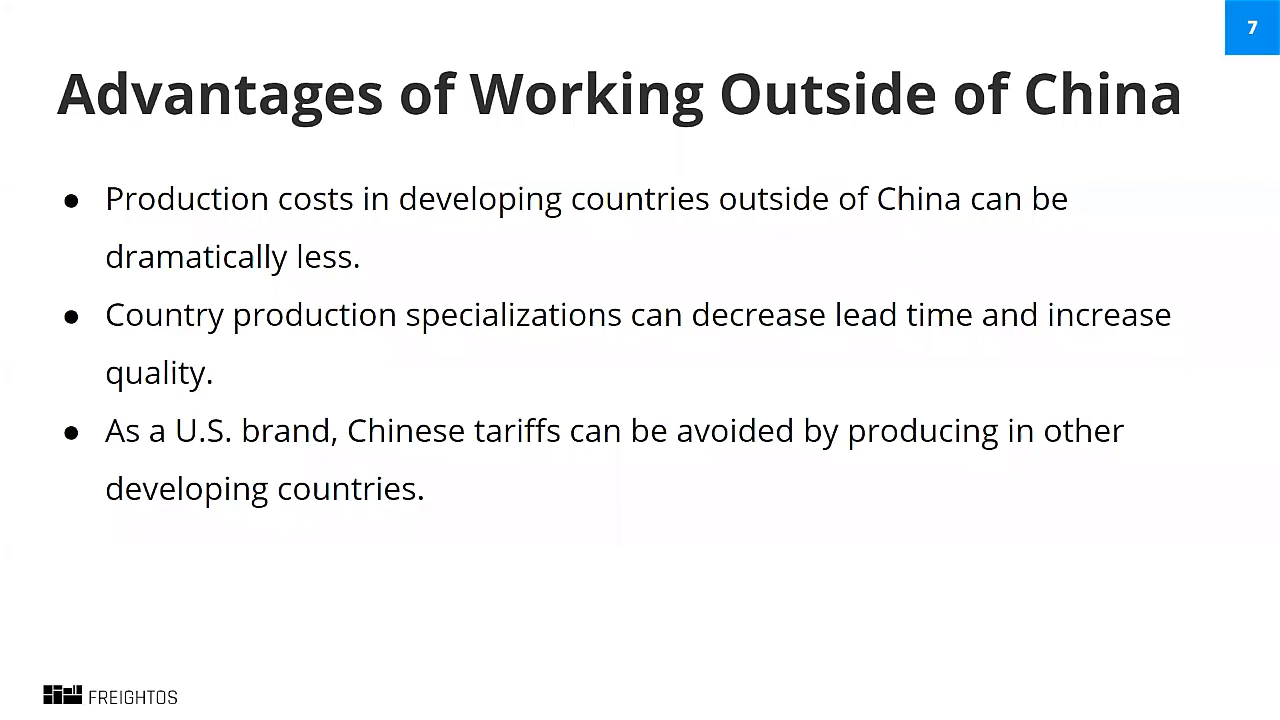 7
Advantages of Working Outside of China
● Production costs in developing countries outside of China can be
dramatically less.
● Country production specializations can decrease lead time and increase
quality.
● As a U.S. brand, Chinese tariffs can be avoided by producing in other
developing countries.
FREIGHTOS